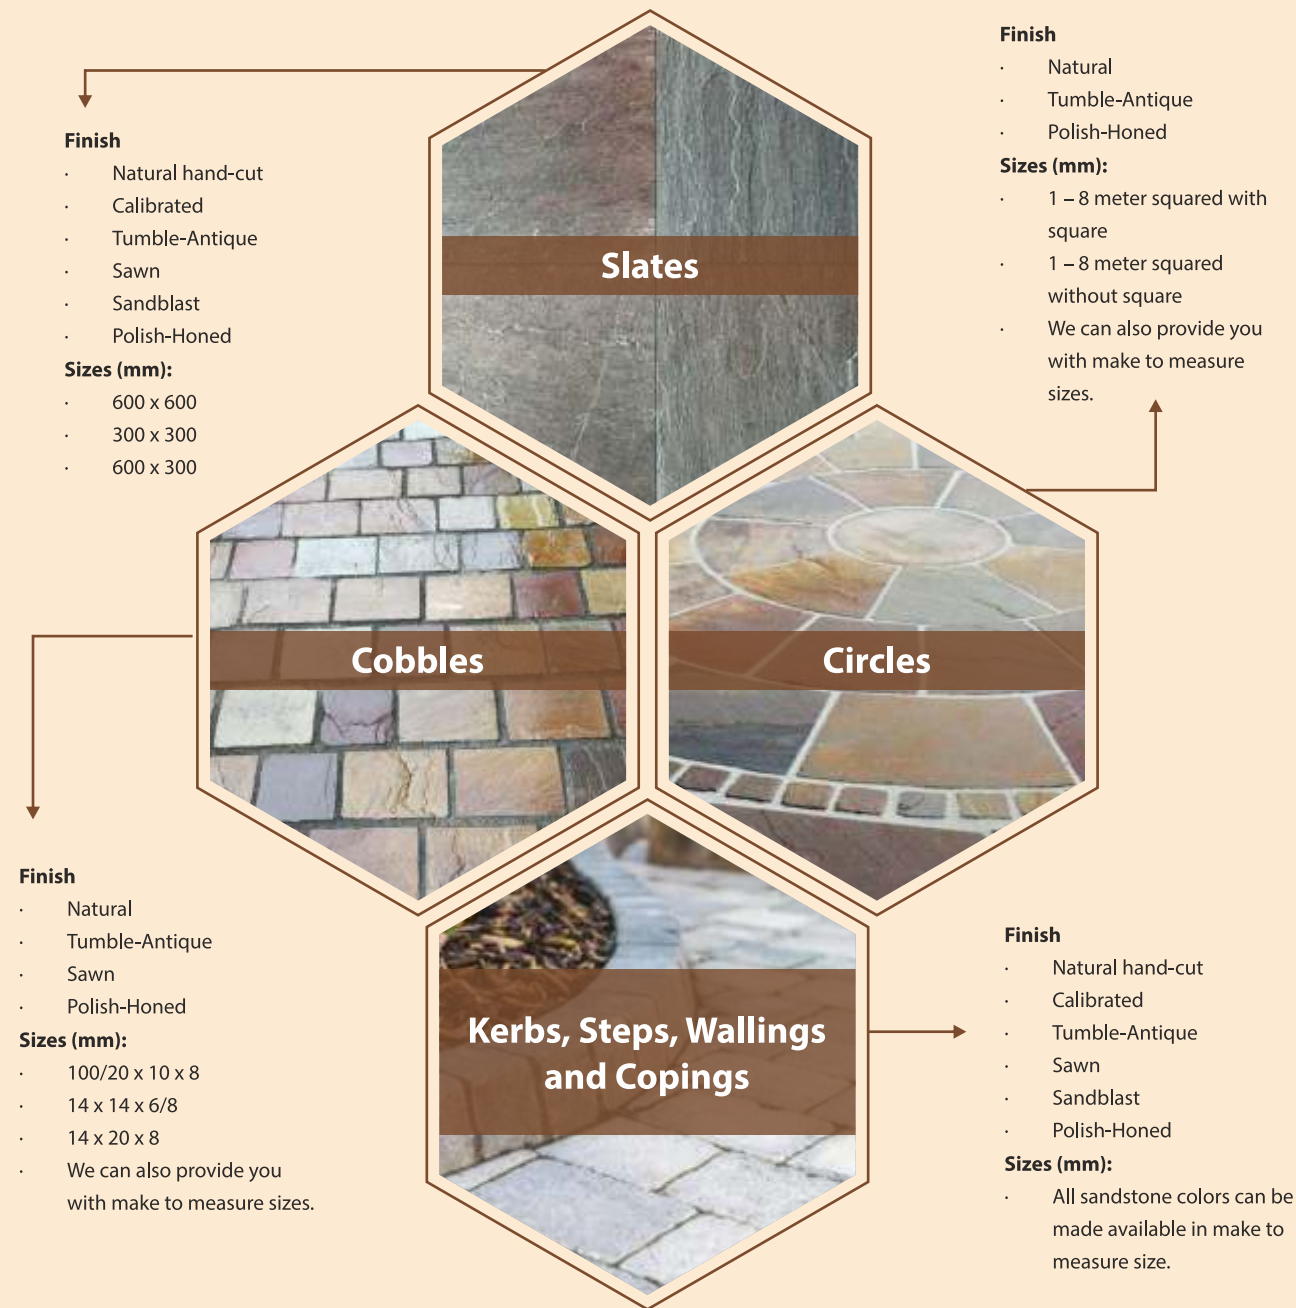 Slates
Finish
· Natural hand-cut
· Calibrated
· Tumble-Antique
· Sawn
· Sandblast
· Polish-Honed
Sizes (mm):
· 600 x 600
· 300 x 300
· 600 x 300
Finish
· Natural
· Tumble-Antique
· Polish-Honed
Sizes (mm):
· 1 – 8 meter squared with
square
· 1 – 8 meter squared
without square
· We can also provide you
with make to measure
sizes.
Cobbles
Circles
Finish
· Natural
· Tumble-Antique
· Sawn
· Polish-Honed
Sizes (mm):
· 100/20 x 10 x 8
· 14 x 14 x 6/8
· 14 x 20 x 8
· We can also provide you
with make to measure sizes.
Kerbs, Steps, Wallings
and Copings
Finish
· Natural hand-cut
· Calibrated
· Tumble-Antique
· Sawn
· Sandblast
· Polish-Honed
Sizes (mm):
· All sandstone colors can be
made available in make to
measure size.